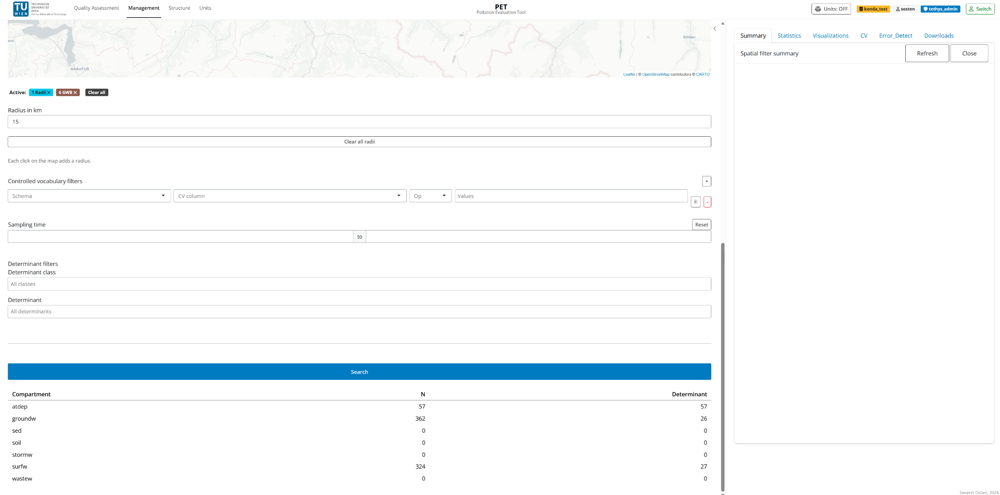 TU WIEN
TECHNISCHE
UNIVERSITÄT
WIEN
Vienna University of Technology
Quality Assessment
Management
Structure
Units
PET
Pollution Evaluation Tool
Units: OFF
konda_test
sosten
tethys_admin
Switch
ans
Altdorf UR
Sölden
Leaflet | © OpenStreetMap contributors © CARTO
Active:
1 Radii
6 GWB
Clear all
Radius in km
15
Clear all radii
Each click on the map adds a radius.
Controlled vocabulary filters
+
Schema
CV column
Op
Values
-
Sampling time
Reset
to
Determinant filters
Determinant class
All classes
Determinant
All determinants
Search
Compartment N Determinant
atdep 57 57
groundw 362 26
sed 0 0
soil 0 0
stormw 0 0
surfw 324 27
wastew 0 0
Summary
Statistics
Visualizations
CV
Error_Detect
Downloads
Spatial filter summary
Refresh
Close
Severin Osten, 2026